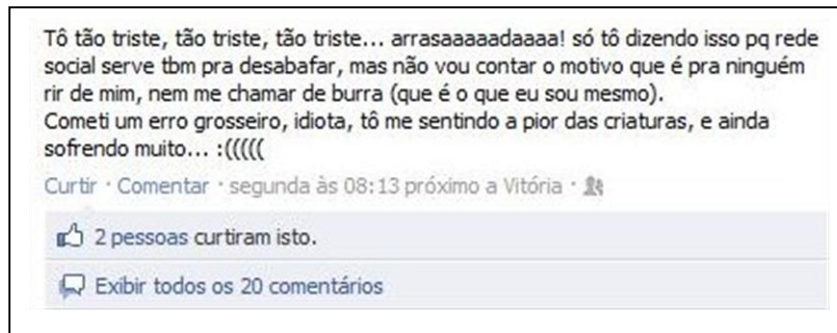 Tô tão triste, tão triste, tão triste... arrasaaaaadaaaa! só tô dizendo isso pq rede
social serve tbm pra desabafar, mas não vou contar o motivo que é pra ninguém
rir de mim, nem me chamar de burra (que é o que eu sou mesmo).
Cometi um erro grosseiro, idiota, tô me sentindo a pior das criaturas, e ainda
sofrendo muito... :(((((
Curtir · Comentar · segunda às 08:13 próximo a Vitória ·
2 pessoas curtiram isto.
Exibir todos os 20 comentários